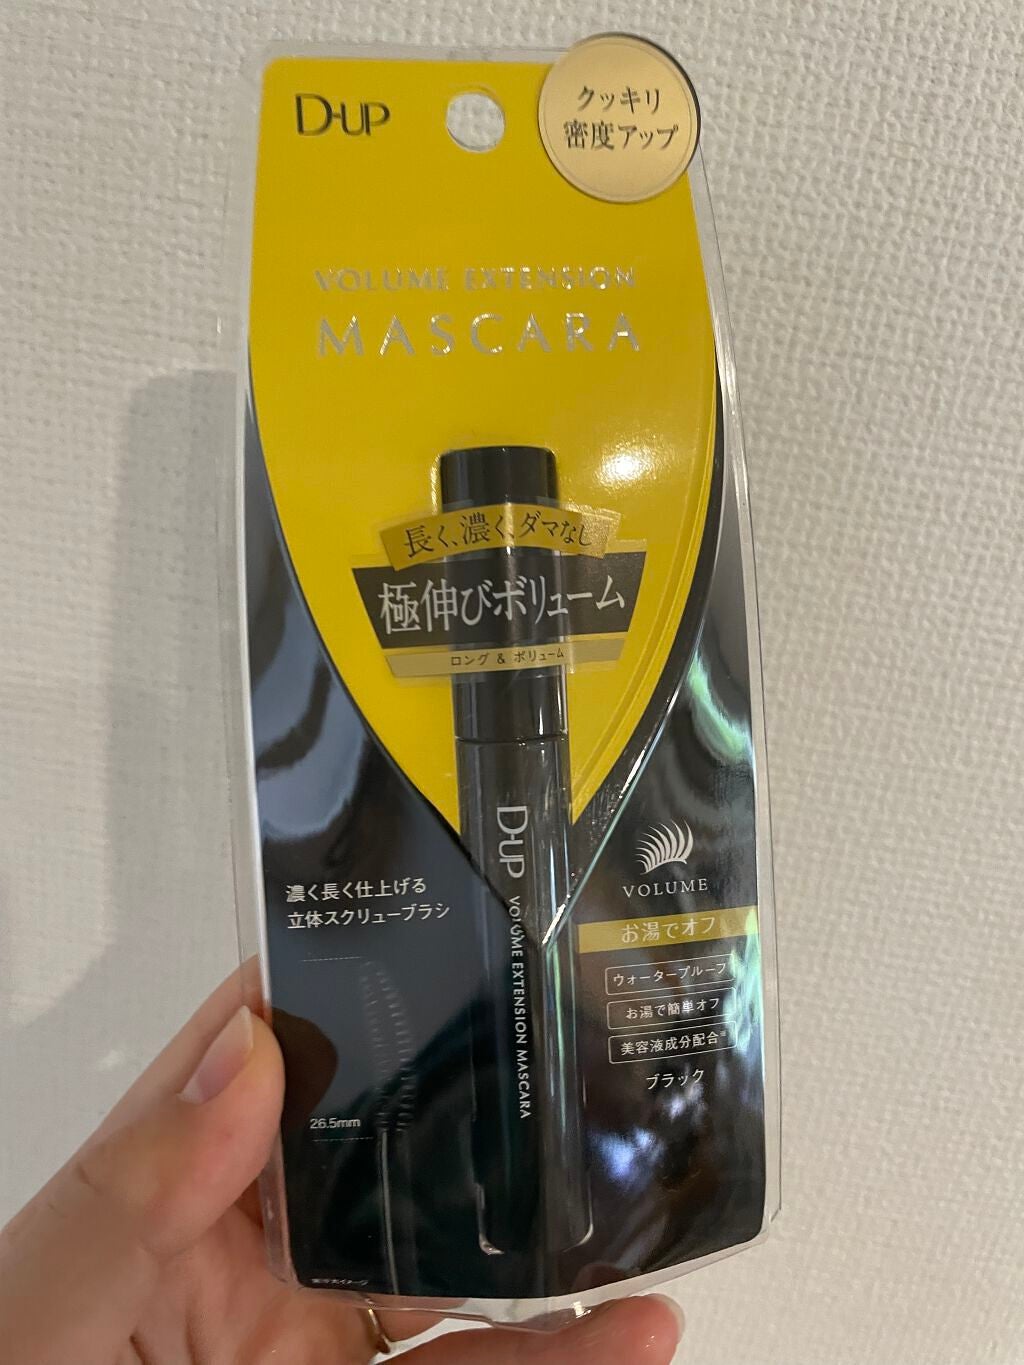 D-UP
クッキリ
密度アップ
VOLUME EXTENSION
MASCARA
長く、濃く、ダマなし
極伸びボリューム
ロング & ボリューム
D-UP VOLUME EXTENSION MASCARA
濃く長く仕上げる
立体スクリューブラシ
26.5mm
VOLUME
お湯でオフ
ウォータープルーフ
お湯で簡単オフ
美容液成分配合※
ブラック